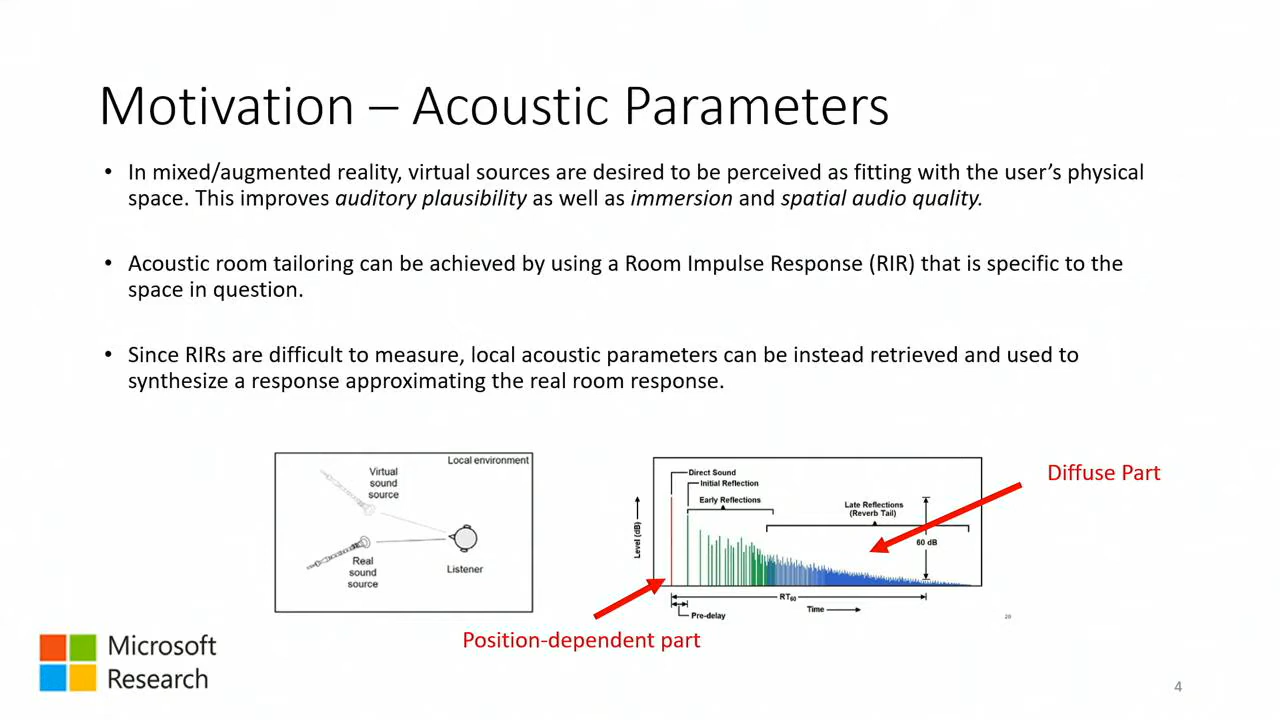 Motivation – Acoustic Parameters
• In mixed/augmented reality, virtual sources are desired to be perceived as fitting with the user’s physical
space. This improves auditory plausibility as well as immersion and spatial audio quality.
• Acoustic room tailoring can be achieved by using a Room Impulse Response (RIR) that is specific to the
space in question.
• Since RIRs are difficult to measure, local acoustic parameters can be instead retrieved and used to
synthesize a response approximating the real room response.
Local environment
Virtual
sound
source
Real
sound
source
Listener
Direct Sound
Initial Reflection
Early Reflections
Late Reflections
(Reverb Tail)
Level (dB)
60 dB
RT60
Time
Pre-delay
20
Diffuse Part
Position-dependent part
Microsoft
Research
4